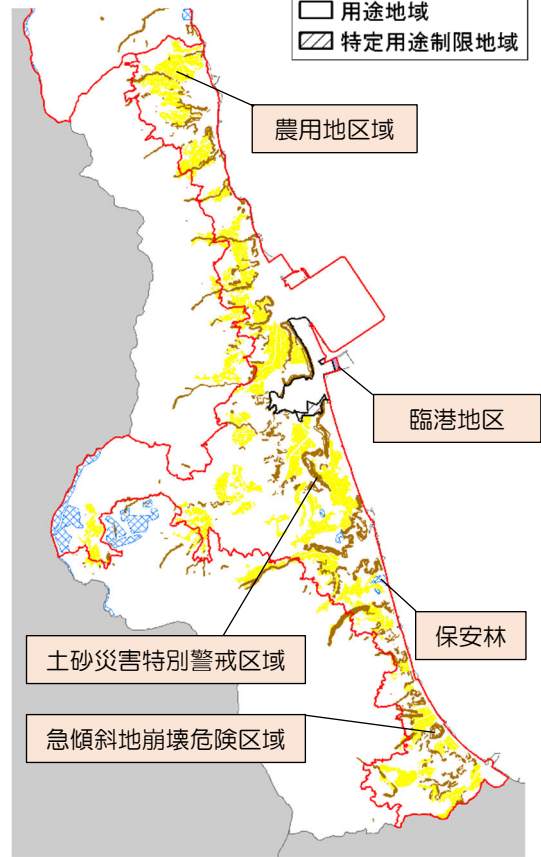 用途地域
特定用途制限地域
農用地区域
臨港地区
保安林
土砂災害特別警戒区域
急傾斜地崩壊危険区域